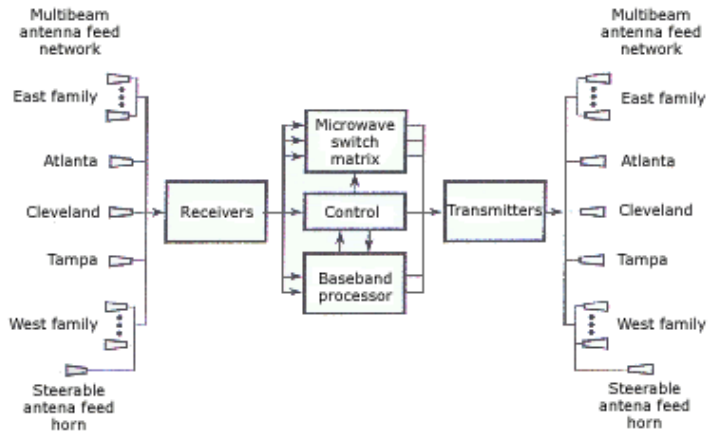 Multibeam
antenna feed
network
East family
Atlanta
Cleveland
Tampa
West family
Steerable
antena feed
horn
Receivers
Microwave
switch
matrix
Control
Baseband
processor
Transmitters
Multibeam
antenna feed
network
East family
Atlanta
Cleveland
Tampa
West family
Steerable
antena feed
horn